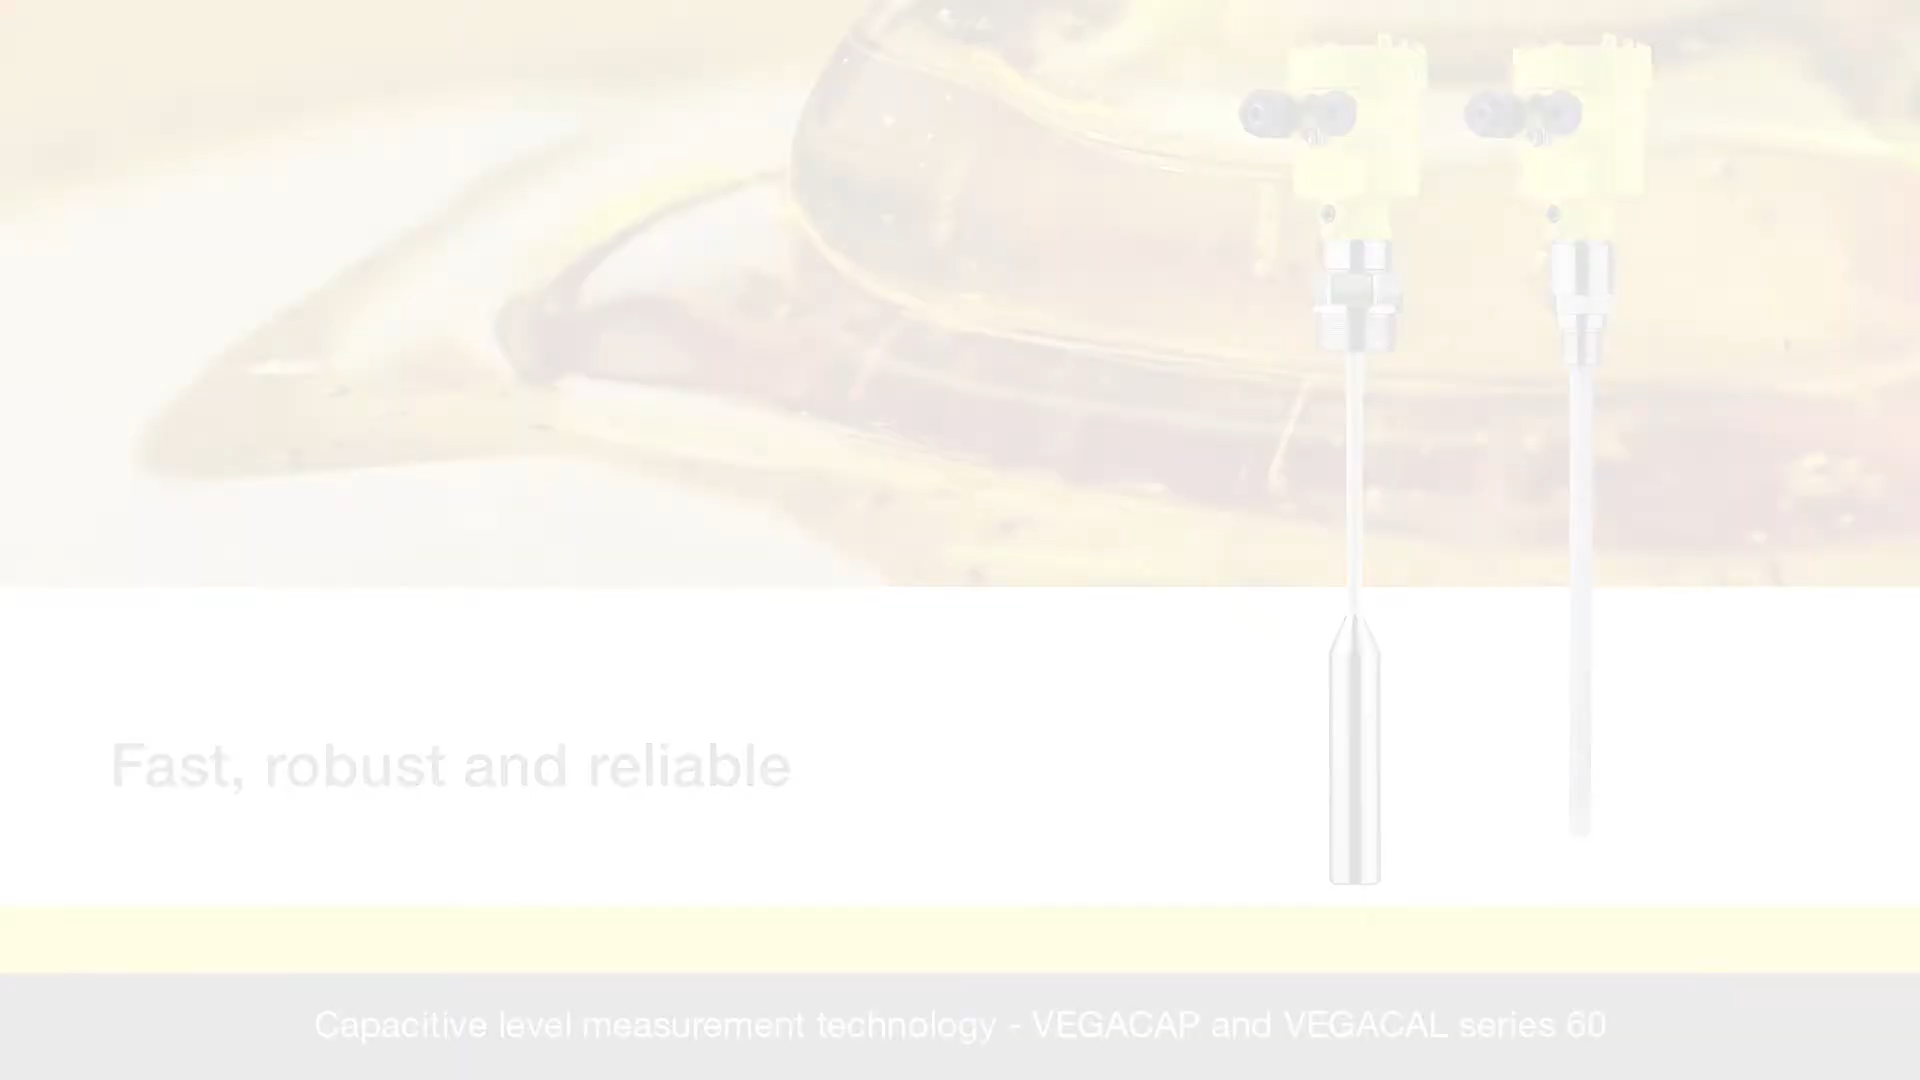 Fast, robust and reliable
Capacitive level measurement technology - VEGACAP and VEGACAL series 60